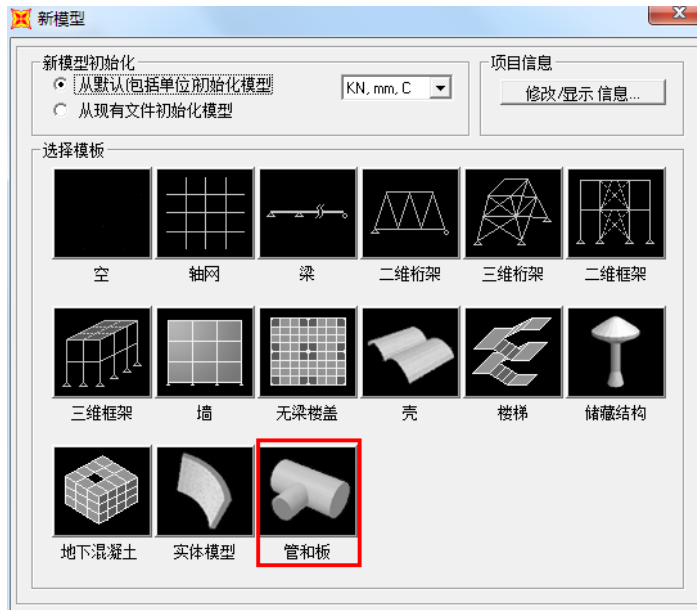 新模型
新模型初始化
从默认(包括单位)初始化模型
KN, mm, C
从现有文件初始化模型
项目信息
修改/显示 信息...
选择模板
空 轴网 梁 二维桁架 三维桁架 二维框架
三维框架 墙 无梁楼盖 壳 楼梯 储藏结构
地下混凝土 实体模型 管和板